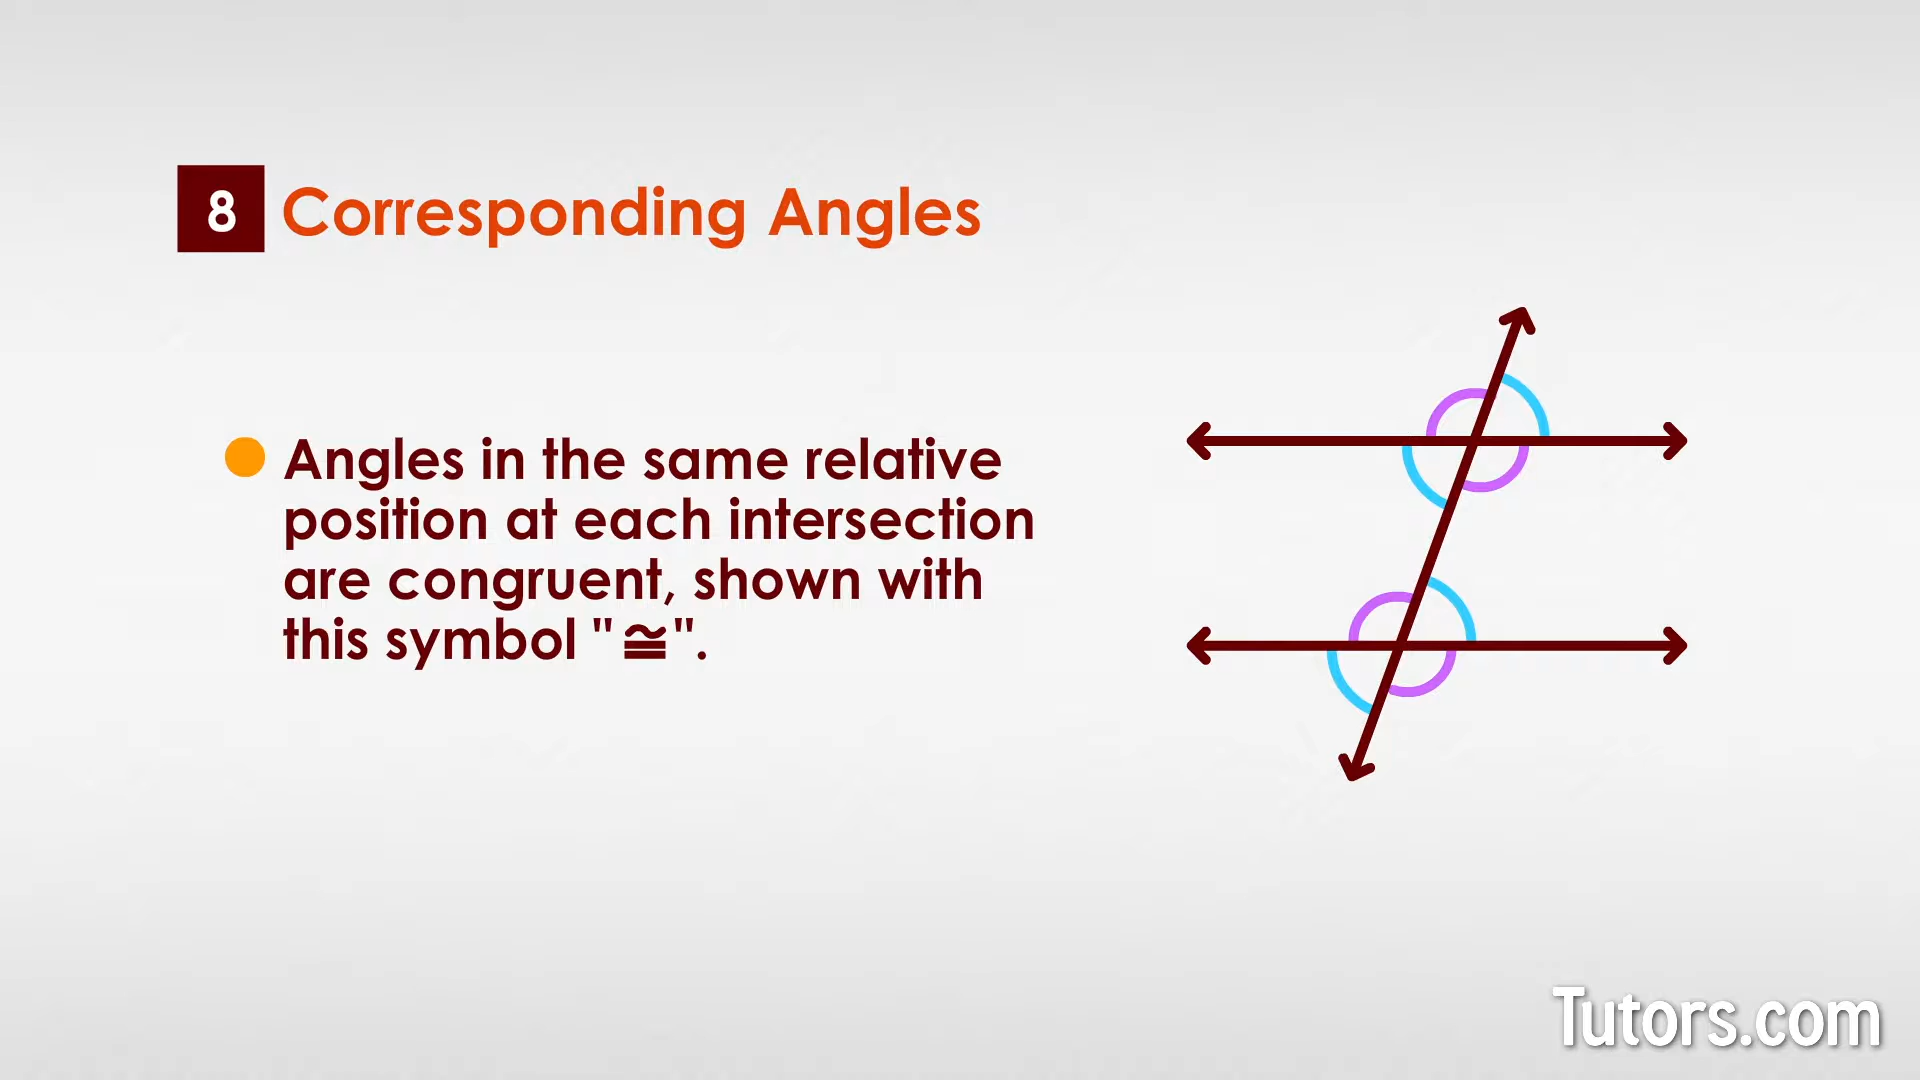 8 Corresponding Angles
Angles in the same relative
position at each intersection
are congruent, shown with
this symbol "≅".
Tutors.com